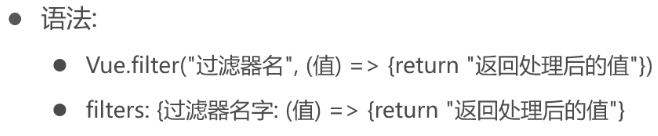 ● 语法:
● Vue.filter("过滤器名", (值) => {return "返回处理后的值"})
● filters: {过滤器名字: (值) => {return "返回处理后的值"}